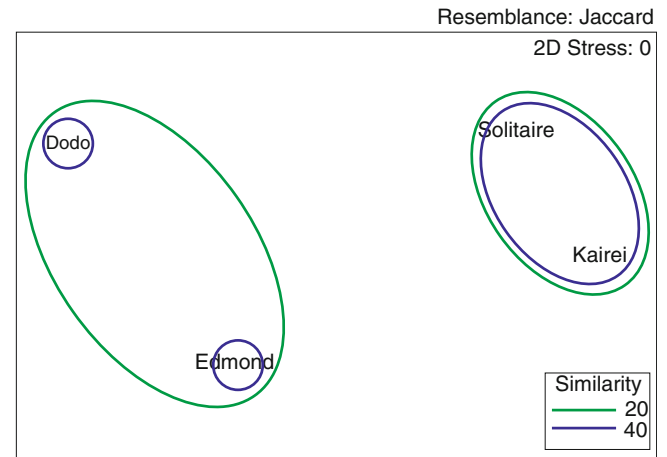 Resemblance: Jaccard
2D Stress: 0
Solitaire
Dodo
Kairei
Edmond
Similarity
20
40